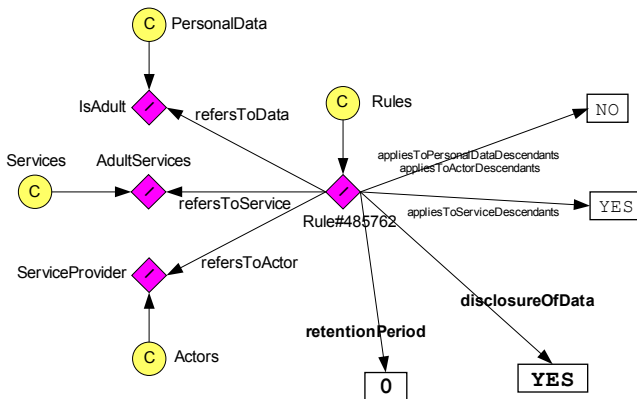 C PersonalData
IsAdult
refersToData
C Rules
NO
Services
C
AdultServices
refersToService
appliesToPersonalDataDescendants
appliesToActorDescendants
YES
appliesToServiceDescendants
Rule#485762
ServiceProvider
refersToActor
disclosureOfData
retentionPeriod
C Actors
0
YES